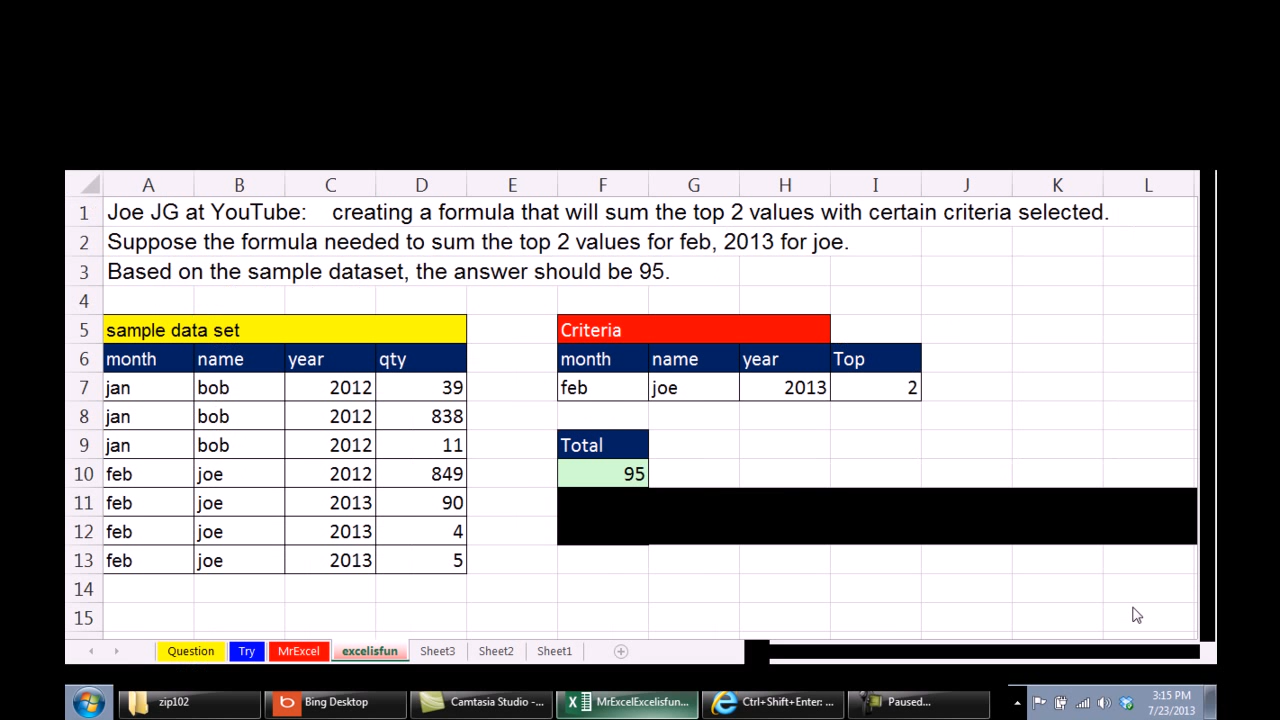 A B C D E F G H I J K L
1 Joe JG at YouTube: creating a formula that will sum the top 2 values with certain criteria selected.
2 Suppose the formula needed to sum the top 2 values for feb, 2013 for joe.
3 Based on the sample dataset, the answer should be 95.
4
5 sample data set Criteria
6 month name year qty month name year Top
7 jan bob 2012 39 feb joe 2013 2
8 jan bob 2012 838
9 jan bob 2012 11 Total
10 feb joe 2012 849 95
11 feb joe 2013 90
12 feb joe 2013 4
13 feb joe 2013 5
14
15
Question Try MrExcel excelisfun Sheet3 Sheet2 Sheet1
zip102 Bing Desktop Camtasia Studio -... MrExcelExcelisfun... Ctrl+Shift+Enter: ... Paused... 3:15 PM
7/23/2013